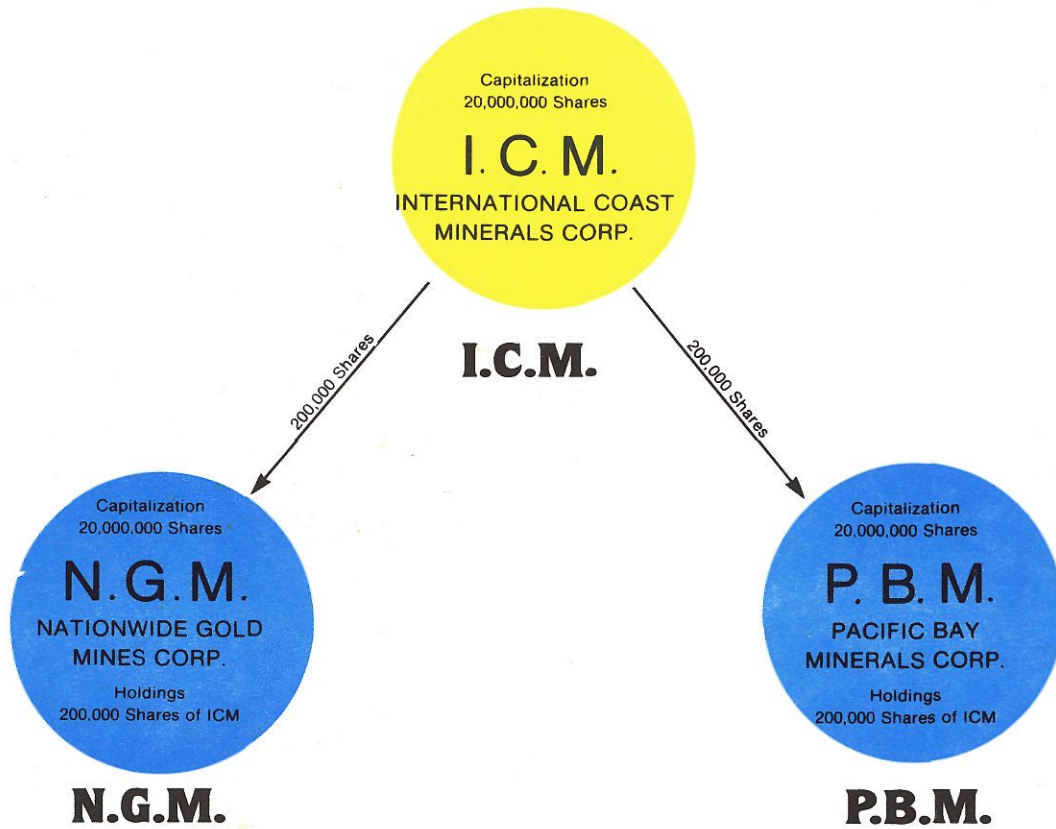 Capitalization
20,000,000 Shares
I. C. M.
INTERNATIONAL COAST
MINERALS CORP.
I.C.M.
200,000 Shares
200,000 Shares
Capitalization
20,000.000 Shares
N.G.M.
NATIONWIDE GOLD
MINES CORP.
Holdings
200,000 Shares of ICM
N.G.M.
Capitalization
20,000,000 Shares
P. B. M.
PACIFIC BAY
MINERALS CORP.
Holdings
200,000 Shares of ICM
P.B.M.